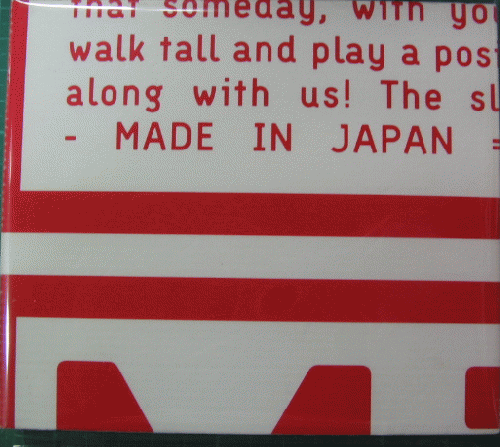 that someday, with
walk tall and play a
along with us! The
- MADE IN JAPAN =
M